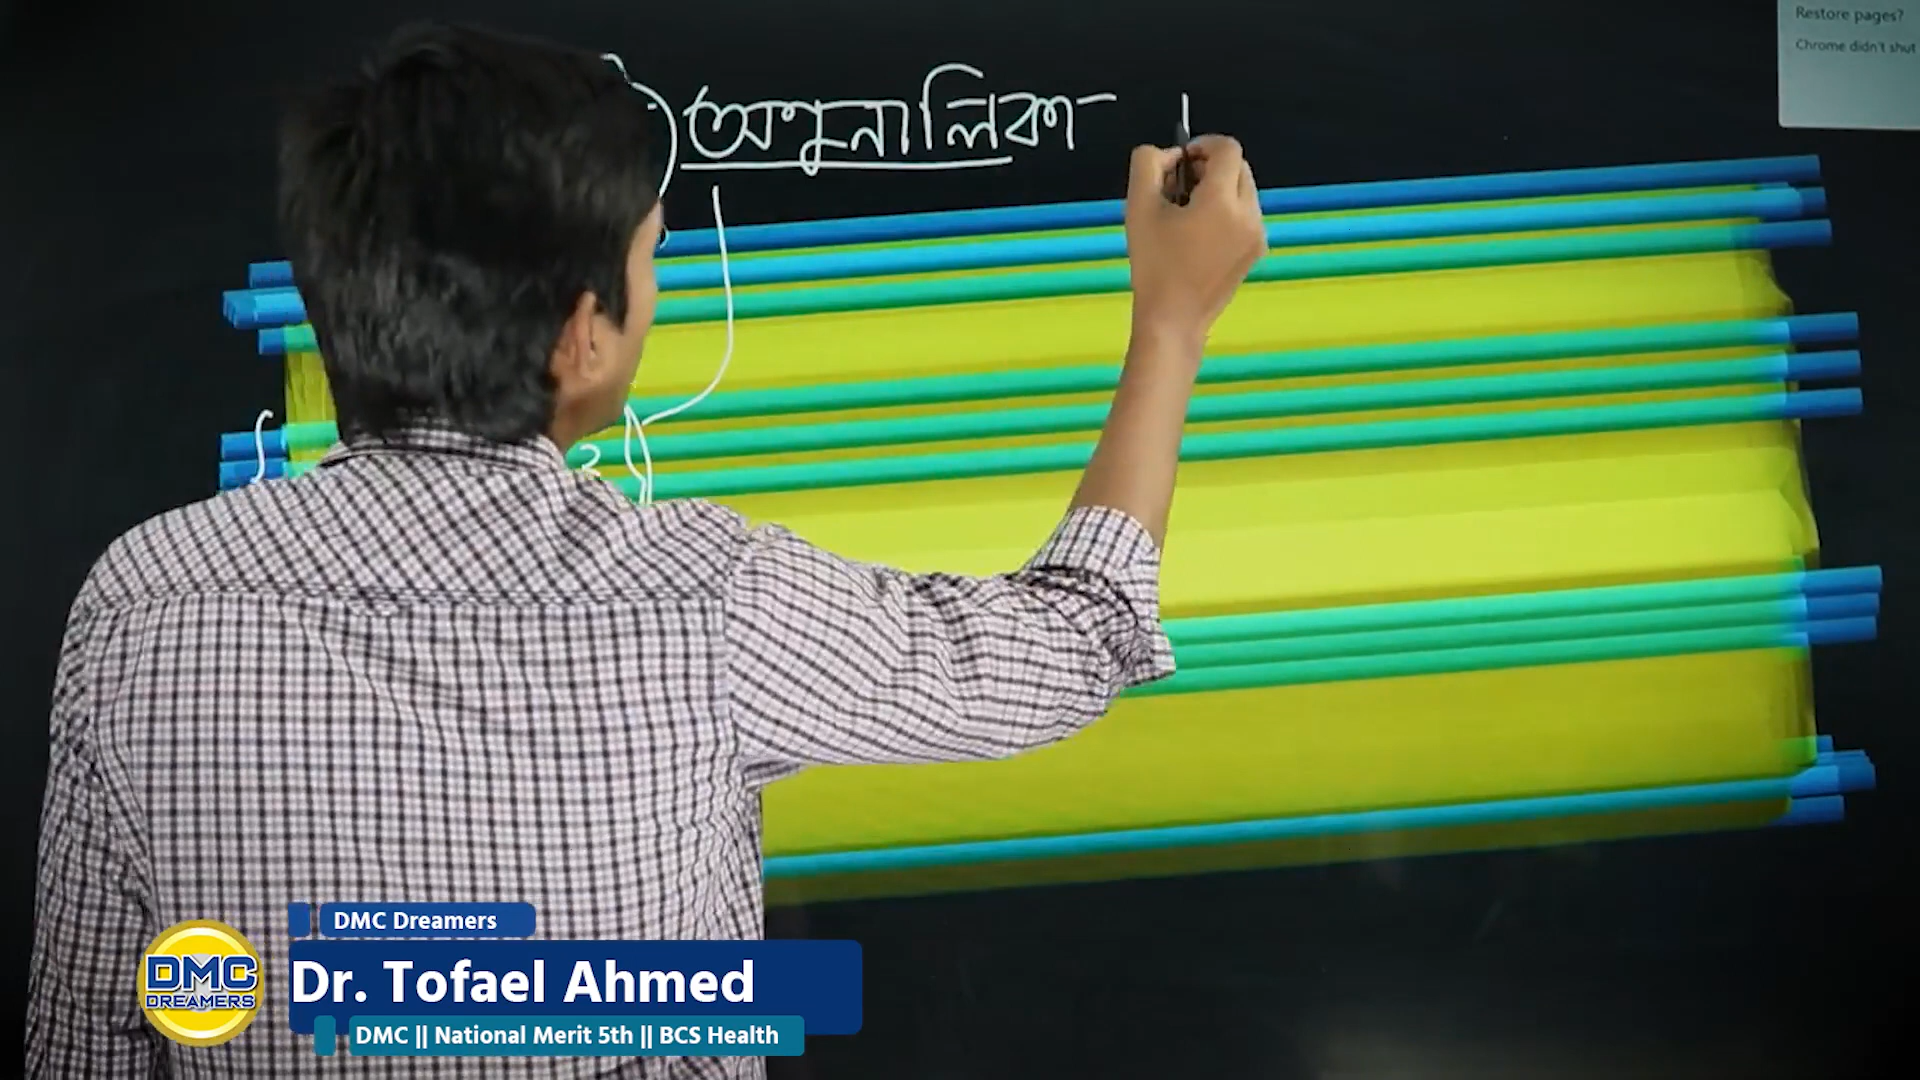 Restore pages?
Chrome didn't shut
অণুনালিকা
3
DMC Dreamers
DMC
DREAMERS
Dr. Tofael Ahmed
DMC || National Merit 5th || BCS Health